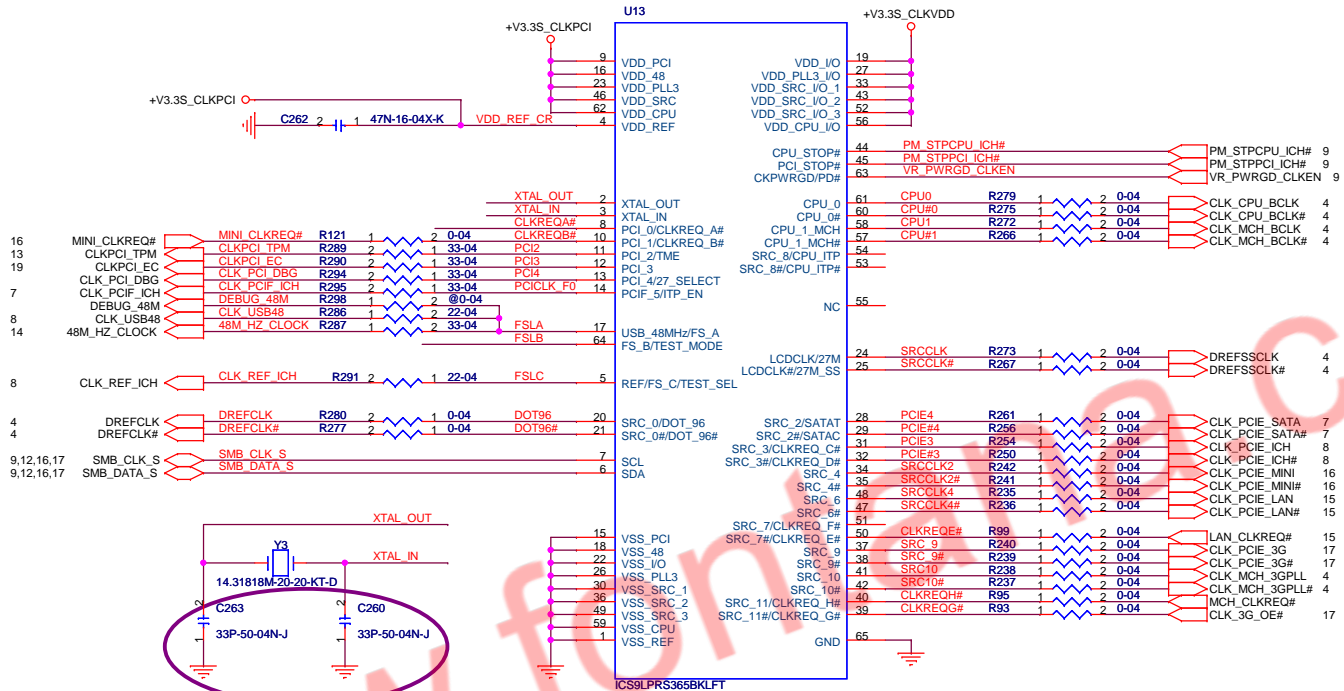 U13
+V3.3S_CLKPCI
+V3.3S_CLKVDD
+V3.3S_CLKPCI
C262 2 1 47N-16-04X-K VDD_REF_CR
9 VDD_PCI
16 VDD_48
23 VDD_PLL3
46 VDD_SRC
62 VDD_CPU
4 VDD_REF
VDD_I/O 19
VDD_PLL3_I/O 27
VDD_SRC_I/O_1 33
VDD_SRC_I/O_2 43
VDD_SRC_I/O_3 52
VDD_CPU_I/O 56
CPU_STOP# 44 PM_STPCPU_ICH# PM_STPCPU_ICH# 9
PCI_STOP# 45 PM_STPPCI_ICH# PM_STPPCI_ICH# 9
CKPWRGD/PD# 63 VR_PWRGD_CLKEN VR_PWRGD_CLKEN 9
XTAL_OUT 2 XTAL_OUT
XTAL_IN 3 XTAL_IN
CLKREQA# 8 PCI_0/CLKREQ_A#
16 MINI_CLKREQ# MINI_CLKREQ# R121 1 2 0-04 CLKREQB# 10 PCI_1/CLKREQ_B#
13 CLKPCI_TPM CLKPCI_TPM R289 2 1 33-04 PCI2 11 PCI_2/TME
19 CLKPCI_EC CLKPCI_EC R290 2 1 33-04 PCI3 12 PCI_3
CLK_PCI_DBG CLK_PCI_DBG R294 2 1 33-04 PCI4 13 PCI_4/27_SELECT
7 CLK_PCIF_ICH CLK_PCIF_ICH R295 2 1 33-04 PCICLK_F0 14 PCIF_5/ITP_EN
DEBUG_48M DEBUG_48M R298 1 2 @0-04
8 CLK_USB48 CLK_USB48 R286 1 2 22-04
14 48M_HZ_CLOCK 48M_HZ_CLOCK R287 1 2 33-04 FSLA 17 USB_48MHz/FS_A
FSLB 64 FS_B/TEST_MODE
8 CLK_REF_ICH CLK_REF_ICH R291 2 1 22-04 FSLC 5 REF/FS_C/TEST_SEL
4 DREFCLK DREFCLK R280 2 1 0-04 DOT96 20 SRC_0/DOT_96
4 DREFCLK# DREFCLK# R277 2 1 0-04 DOT96# 21 SRC_0#/DOT_96#
9,12,16,17 SMB_CLK_S SMB_CLK_S 7 SCL
9,12,16,17 SMB_DATA_S SMB_DATA_S 6 SDA
CPU_0 61 CPU0 R279 1 2 0-04 CLK_CPU_BCLK 4
CPU_0# 60 CPU#0 R275 1 2 0-04 CLK_CPU_BCLK# 4
CPU_1_MCH 58 CPU1 R272 1 2 0-04 CLK_MCH_BCLK 4
CPU_1_MCH# 57 CPU#1 R266 1 2 0-04 CLK_MCH_BCLK# 4
SRC_8/CPU_ITP 54
SRC_8#/CPU_ITP# 53
NC 55
LCDCLK/27M 24 SRCCLK R273 1 2 0-04 DREFSSCLK 4
LCDCLK#/27M_SS 25 SRCCLK# R267 1 2 0-04 DREFSSCLK# 4
SRC_2/SATAT 28 PCIE4 R261 1 2 0-04 CLK_PCIE_SATA 7
SRC_2#/SATAC 29 PCIE#4 R256 1 2 0-04 CLK_PCIE_SATA# 7
SRC_3/CLKREQ_C# 31 PCIE3 R254 1 2 0-04 CLK_PCIE_ICH 8
SRC_3#/CLKREQ_D# 32 PCIE#3 R250 1 2 0-04 CLK_PCIE_ICH# 8
SRC_4 34 SRCCLK2 R242 1 2 0-04 CLK_PCIE_MINI 16
SRC_4# 35 SRCCLK2# R241 1 2 0-04 CLK_PCIE_MINI# 16
SRC_6 48 SRCCLK4 R235 1 2 0-04 CLK_PCIE_LAN 15
SRC_6# 47 SRCCLK4# R236 1 2 0-04 CLK_PCIE_LAN# 15
SRC_7/CLKREQ_F# 51
SRC_7#/CLKREQ_E# 50 CLKREQE# R99 1 2 0-04 LAN_CLKREQ# 15
SRC_9 37 SRC_9 R240 1 2 0-04 CLK_PCIE_3G 17
SRC_9# 38 SRC_9# R239 1 2 0-04 CLK_PCIE_3G# 17
SRC_10 41 SRC10 R238 1 2 0-04 CLK_MCH_3GPLL 4
SRC_10# 42 SRC10# R237 1 2 0-04 CLK_MCH_3GPLL# 4
SRC_11/CLKREQ_H# 40 CLKREQH# R95 1 2 0-04 MCH_CLKREQ#
SRC_11#/CLKREQ_G# 39 CLKREQG# R93 1 2 0-04 CLK_3G_OE# 17
GND 65
15 VSS_PCI
18 VSS_48
22 VSS_I/O
26 VSS_PLL3
30 VSS_SRC_1
36 VSS_SRC_2
49 VSS_SRC_3
59 VSS_CPU
1 VSS_REF
XTAL_OUT
Y3 XTAL_IN
14.31818M-20-20-KT-D
2 C263 2 C260
1 33P-50-04N-J 1 33P-50-04N-J
ICS9LPRS365BKLFT
w.fontana.c